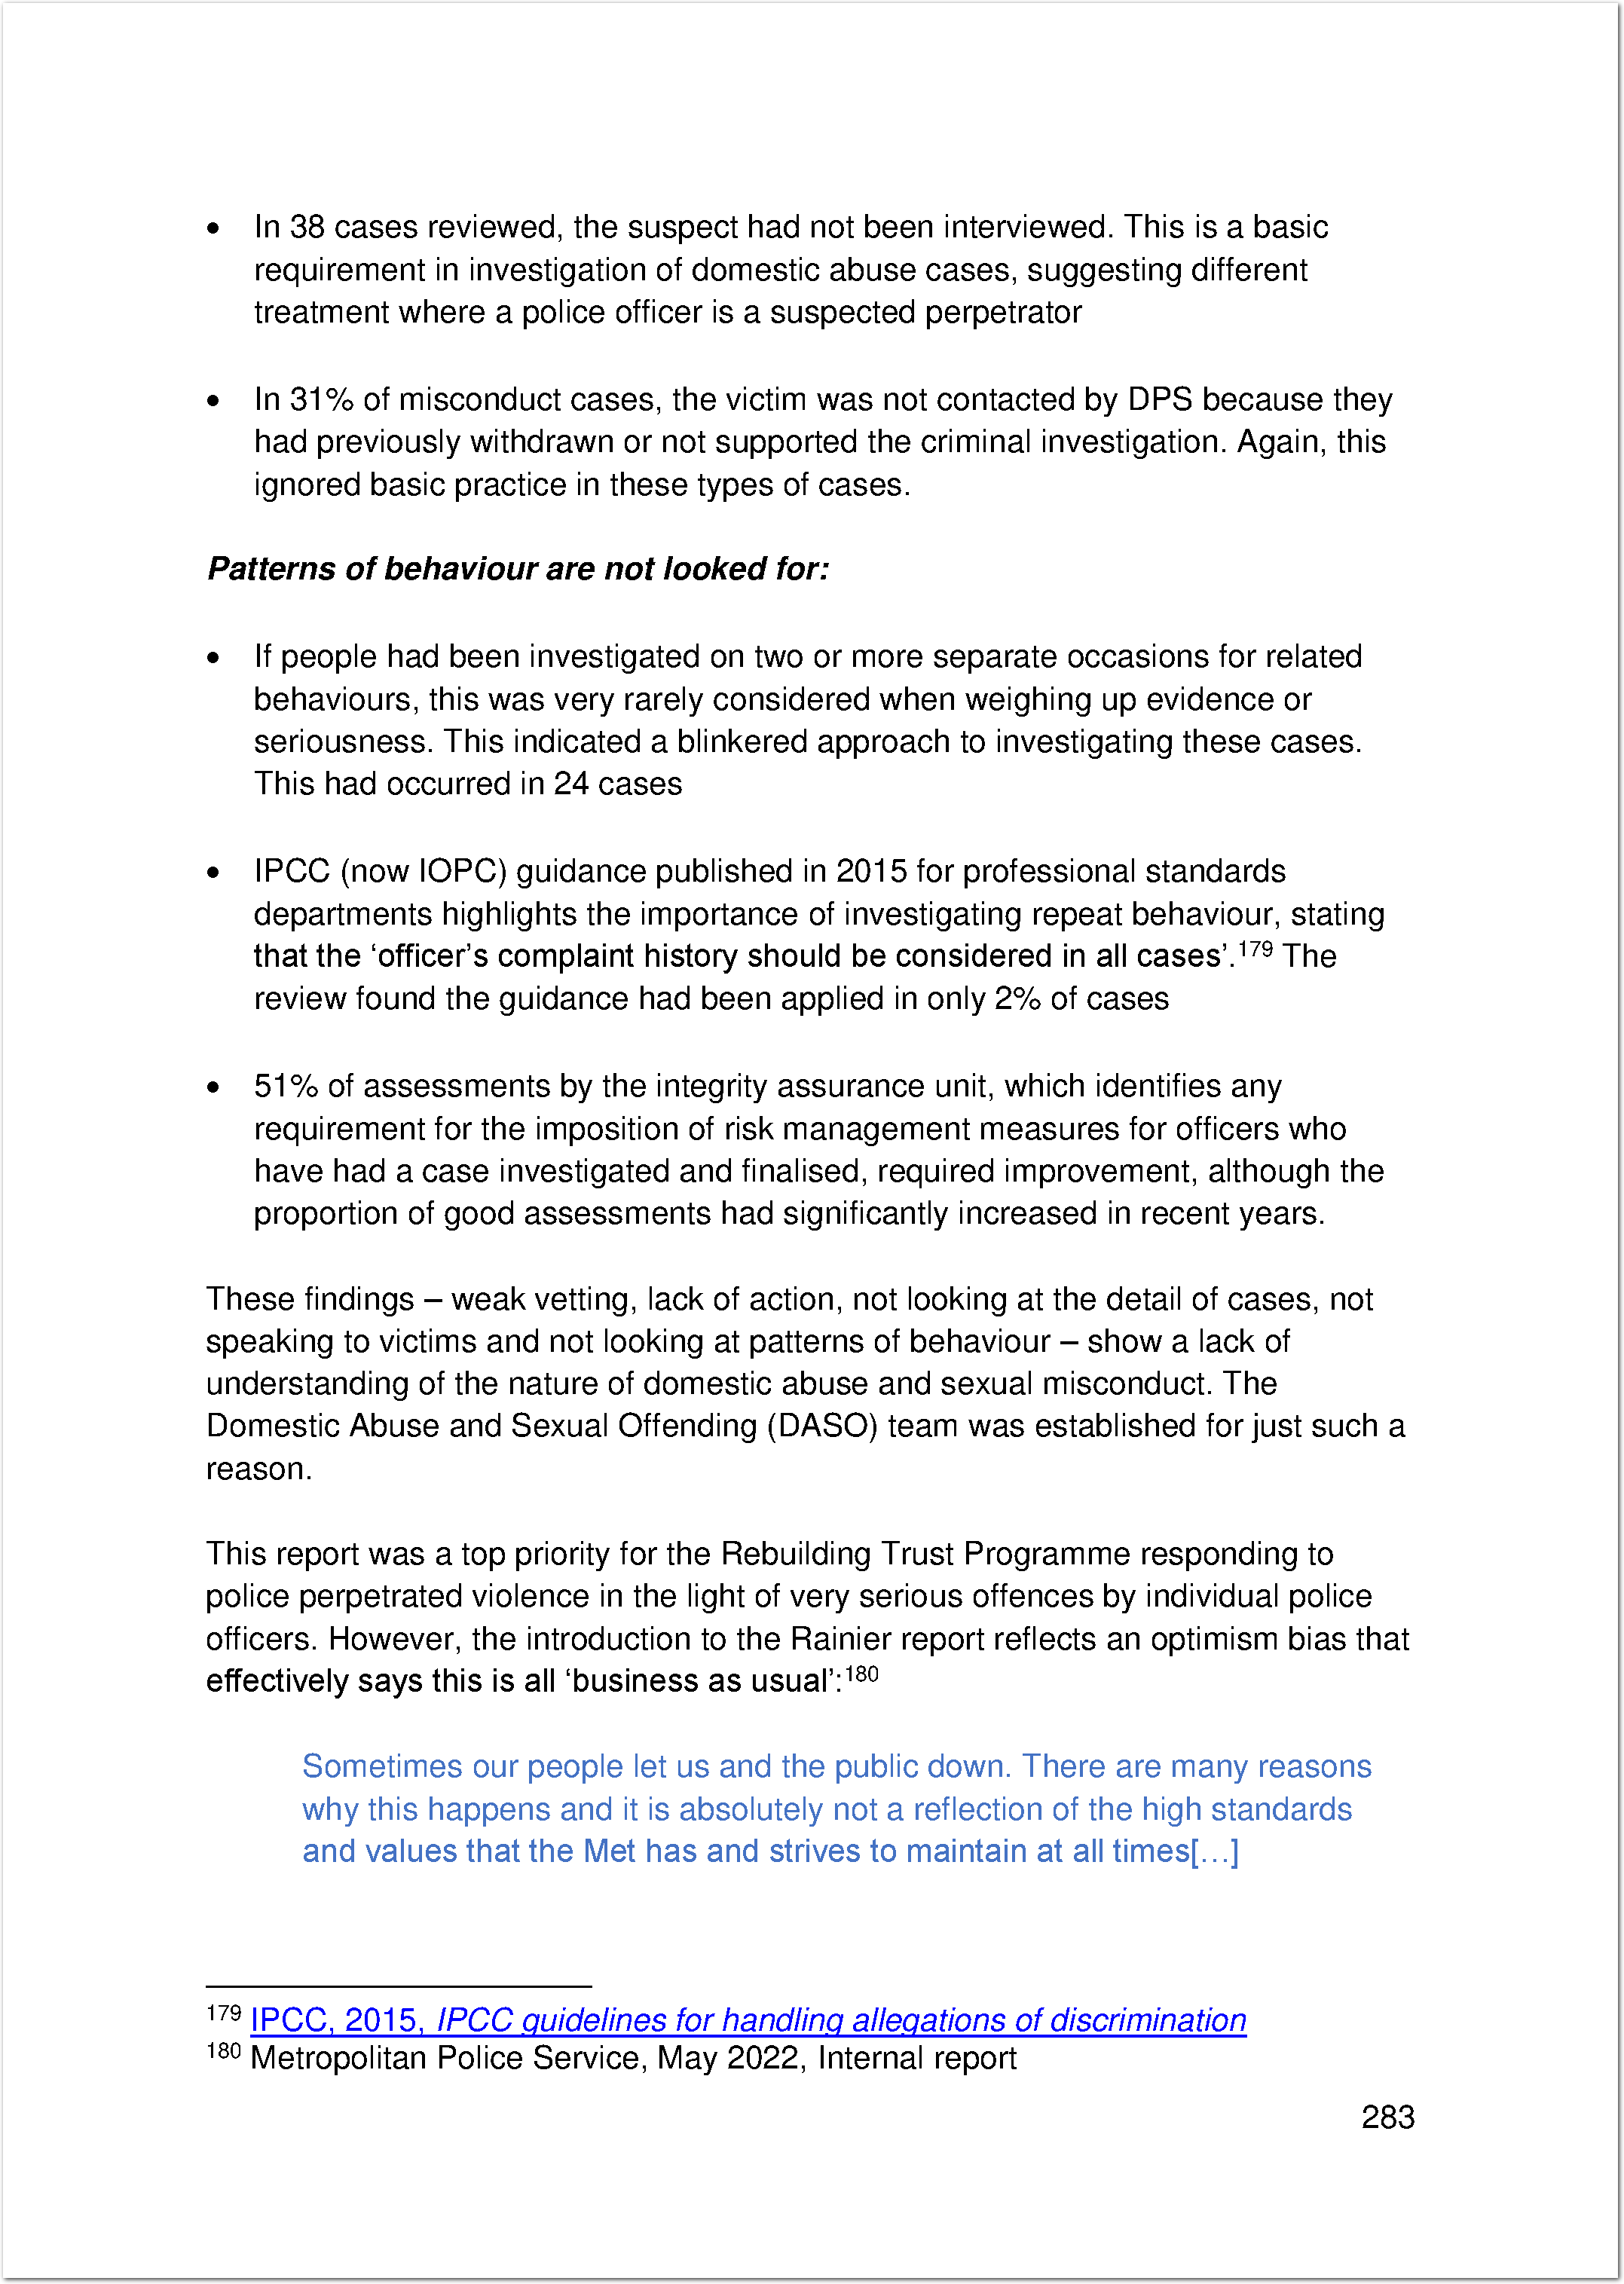 • In 38 cases reviewed, the suspect had not been interviewed. This is a basic
requirement in investigation of domestic abuse cases, suggesting different
treatment where a police officer is a suspected perpetrator
• In 31% of misconduct cases, the victim was not contacted by DPS because they
had previously withdrawn or not supported the criminal investigation. Again, this
ignored basic practice in these types of cases.
Patterns of behaviour are not looked for:
• If people had been investigated on two or more separate occasions for related
behaviours, this was very rarely considered when weighing up evidence or
seriousness. This indicated a blinkered approach to investigating these cases.
This had occurred in 24 cases
• IPCC (now IOPC) guidance published in 2015 for professional standards
departments highlights the importance of investigating repeat behaviour, stating
that the ‘officer’s complaint history should be considered in all cases’.179 The
review found the guidance had been applied in only 2% of cases
• 51% of assessments by the integrity assurance unit, which identifies any
requirement for the imposition of risk management measures for officers who
have had a case investigated and finalised, required improvement, although the
proportion of good assessments had significantly increased in recent years.
These findings – weak vetting, lack of action, not looking at the detail of cases, not
speaking to victims and not looking at patterns of behaviour – show a lack of
understanding of the nature of domestic abuse and sexual misconduct. The
Domestic Abuse and Sexual Offending (DASO) team was established for just such a
reason.
This report was a top priority for the Rebuilding Trust Programme responding to
police perpetrated violence in the light of very serious offences by individual police
officers. However, the introduction to the Rainier report reflects an optimism bias that
effectively says this is all ‘business as usual’:180
Sometimes our people let us and the public down. There are many reasons
why this happens and it is absolutely not a reflection of the high standards
and values that the Met has and strives to maintain at all times[…]
179 IPCC, 2015, IPCC guidelines for handling allegations of discrimination
180 Metropolitan Police Service, May 2022, Internal report
283